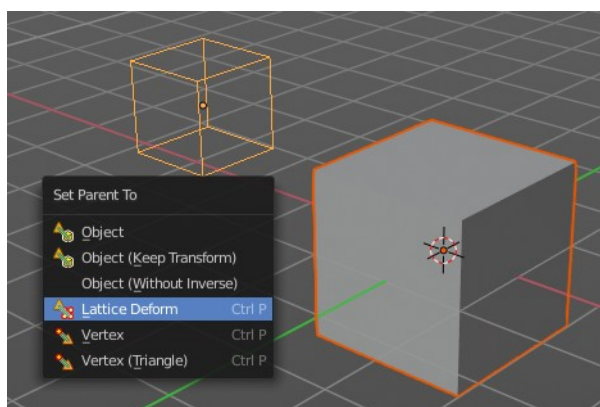 Set Parent To
Object
Object (Keep Transform)
Object (Without Inverse)
Lattice Deform Ctrl P
Vertex Ctrl P
Vertex (Triangle) Ctrl P